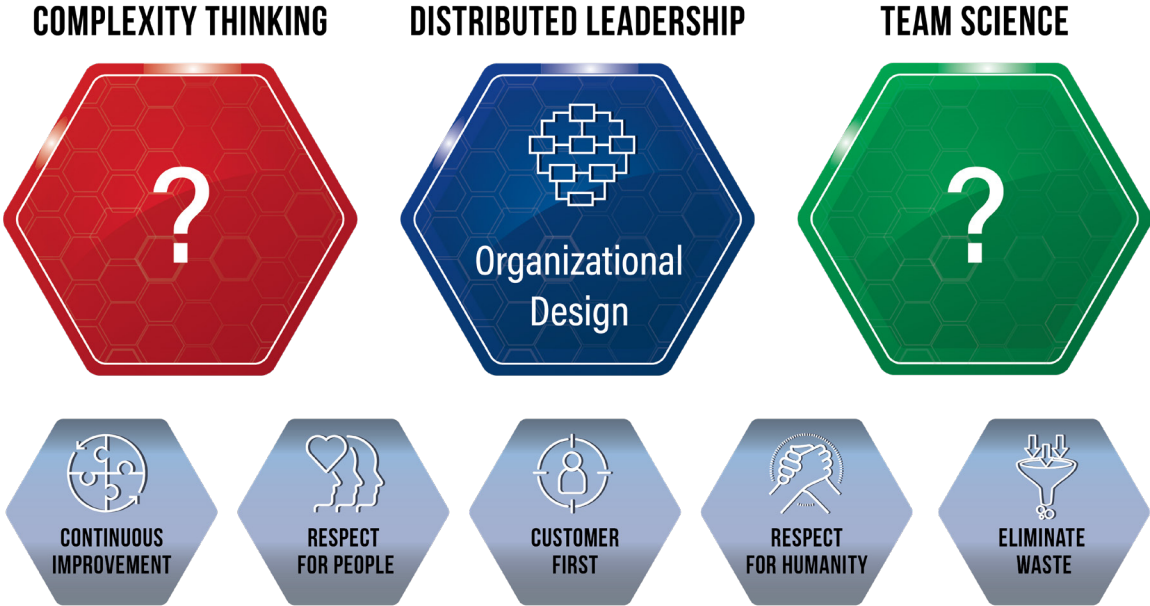 COMPLEXITY THINKING
DISTRIBUTED LEADERSHIP
TEAM SCIENCE
?
Organizational
Design
?
CONTINUOUS
IMPROVEMENT
RESPECT
FOR PEOPLE
CUSTOMER
FIRST
RESPECT
FOR HUMANITY
ELIMINATE
WASTE